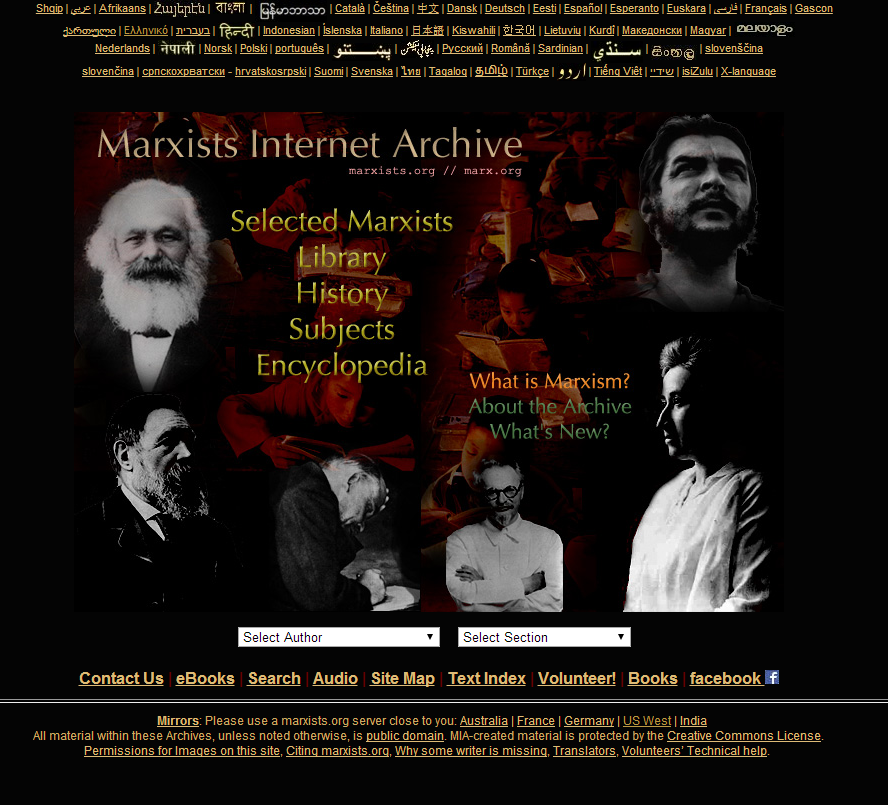 Shqip | عربي | Afrikaans | Հայերէն | বাংলা | မြန်မာဘာသာ | Català | Čeština | 中文 | Dansk | Deutsch | Eesti | Español | Esperanto | Euskara | فارسی | Français | Gascon
ქართული | Ελληνικό | עברית | हिन्दी | Indonesian | Íslenska | Italiano | 日本語 | Kiswahili | 한국어 | Lietuviu | Kurdî | Македонски | Magyar | മലയാളം
Nederlands | नेपाली | Norsk | Polski | português | پښتو | | Русский | Română | Sardinian | سنڌي | සිංහල | slovenščina
slovenčina | српскохрватски - hrvatskosrpski | Suomi | Svenska | ไทย | Tagalog | தமிழ் | Türkçe | اردو | Tiếng Việt | ייִדיש | isiZulu | X-language
Marxists Internet Archive
marxists.org // marx.org
Selected Marxists
Library
History
Subjects
Encyclopedia
What is Marxism?
About the Archive
What's New?
Select Author
Select Section
Contact Us | eBooks | Search | Audio | Site Map | Text Index | Volunteer! | Books | facebook f
Mirrors: Please use a marxists.org server close to you: Australia | France | Germany | US West | India
All material within these Archives, unless noted otherwise, is public domain. MIA-created material is protected by the Creative Commons License.
Permissions for Images on this site, Citing marxists.org, Why some writer is missing, Translators, Volunteers' Technical help.